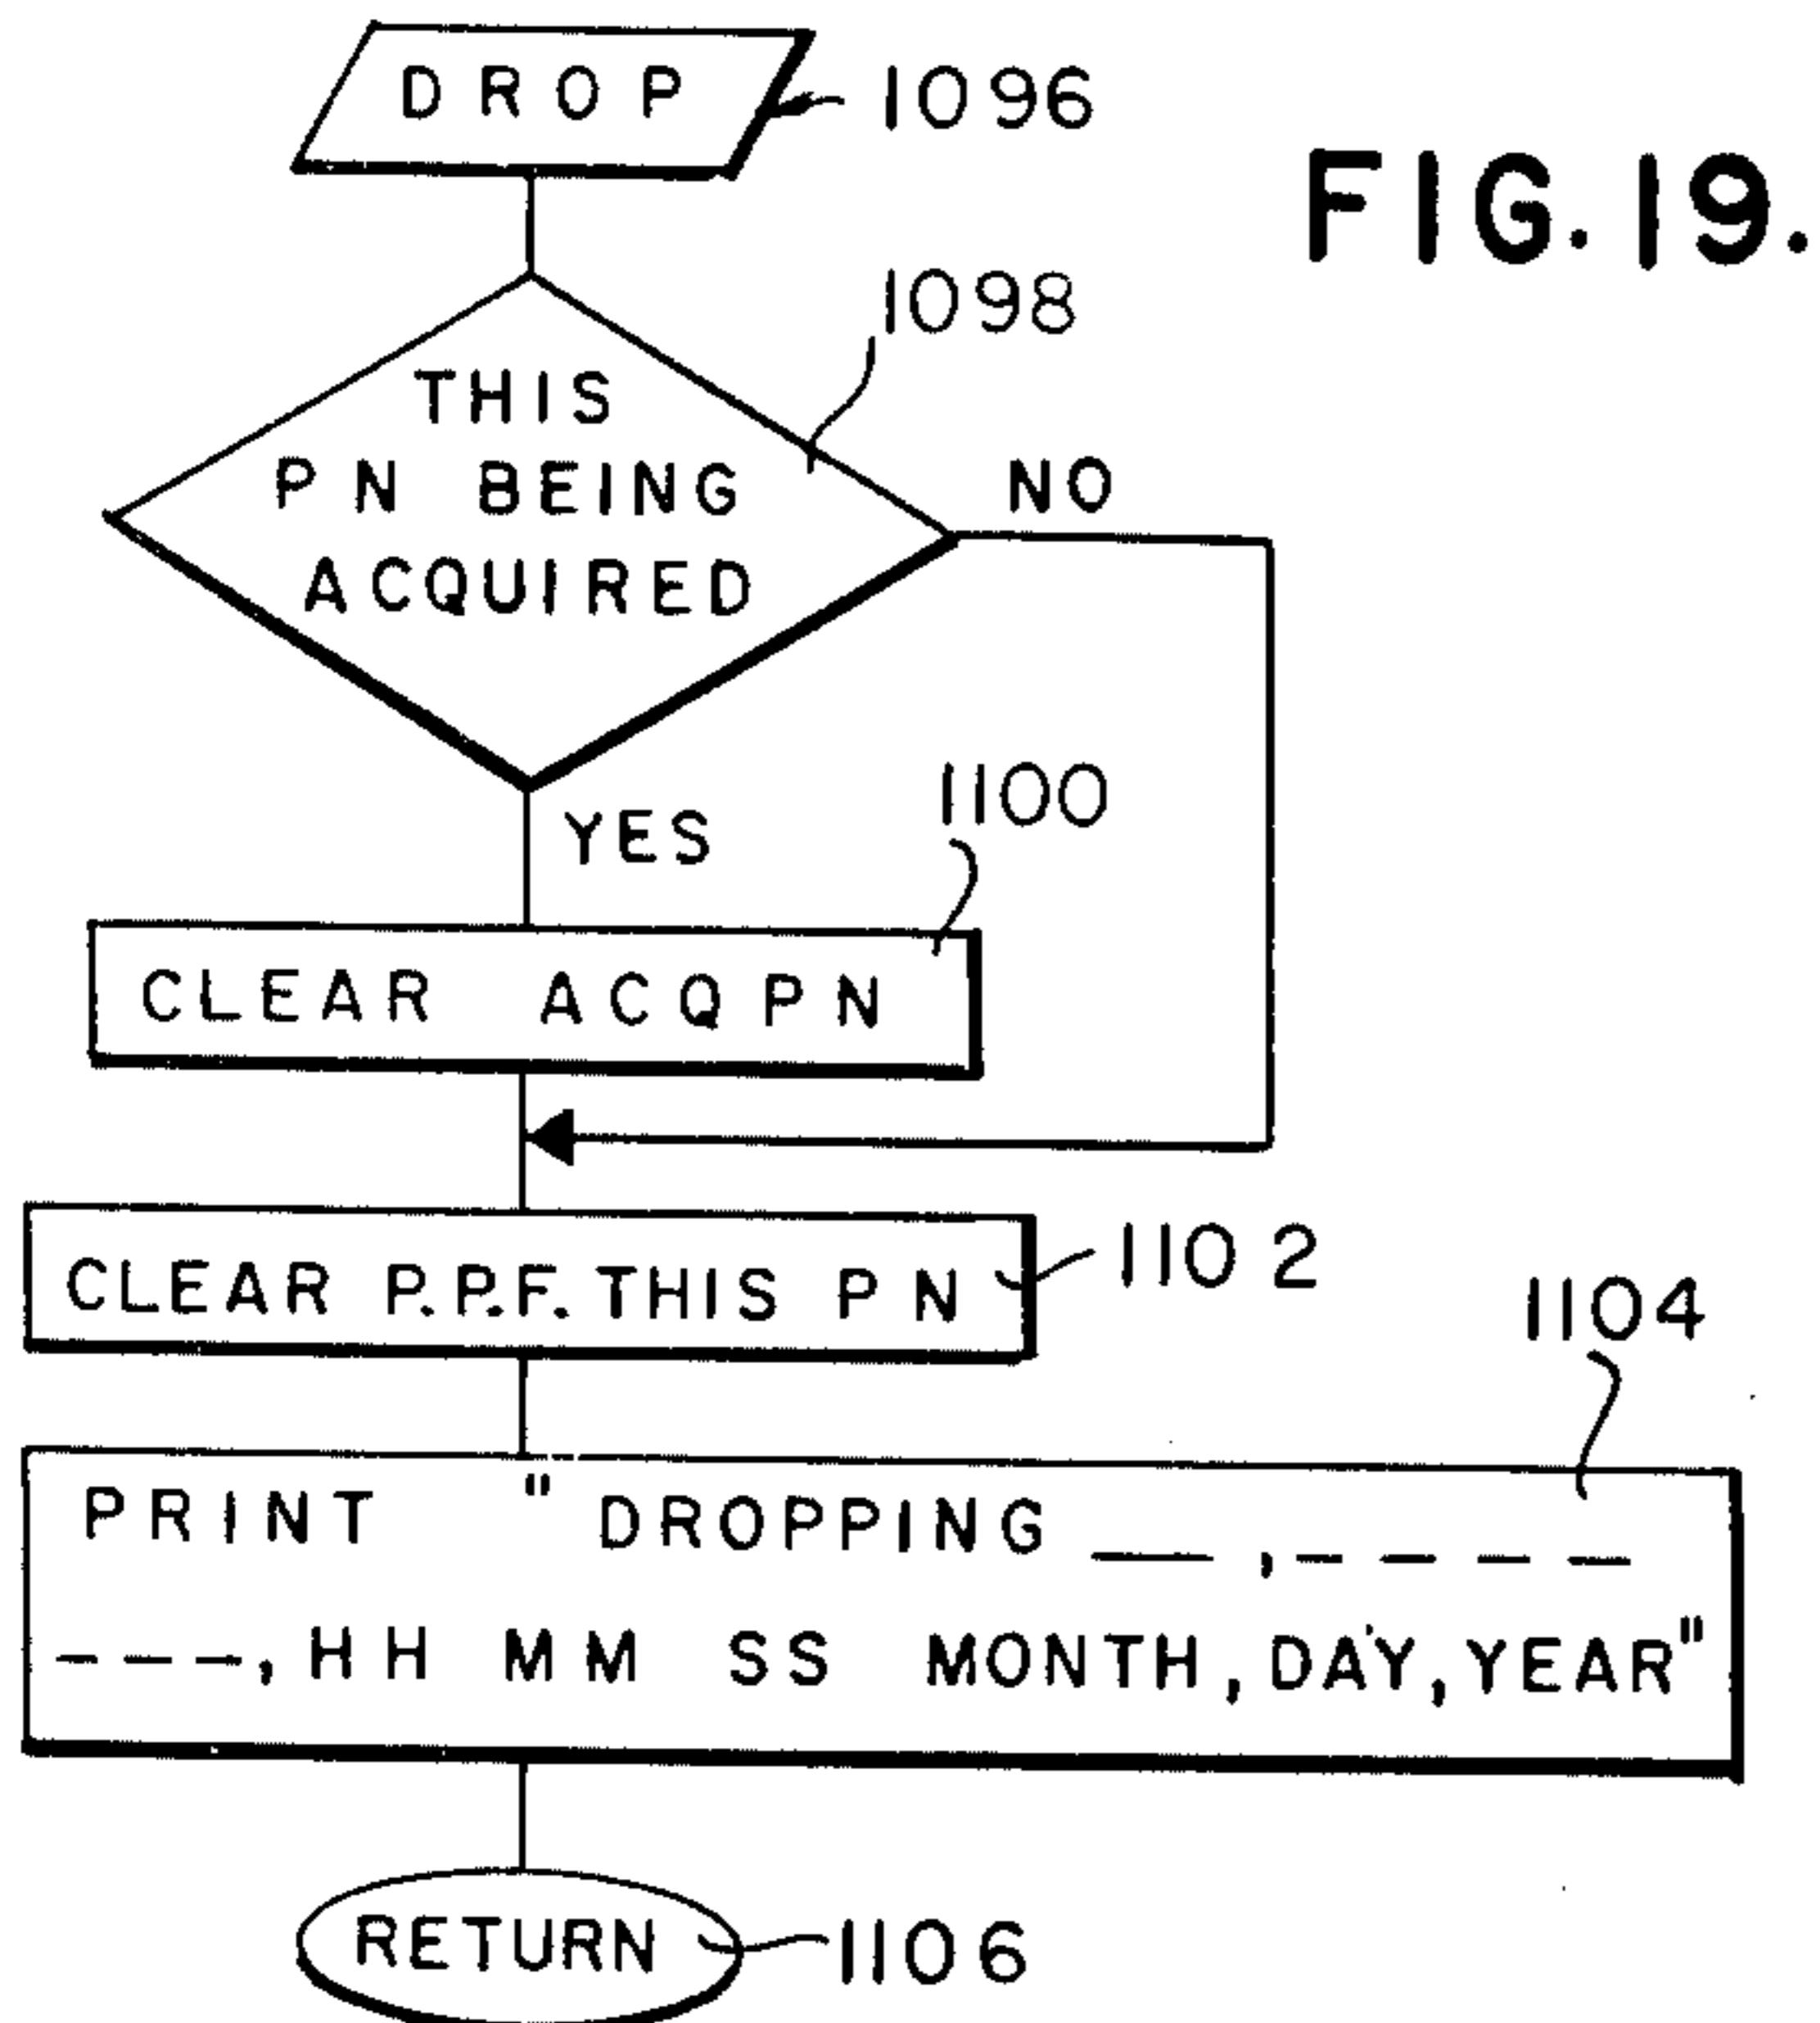 DROP
1096
FIG. 19.
1098
THIS
PN BEING
ACQUIRED
NO
YES
1100
CLEAR ACQPN
CLEAR P.P.F. THIS PN
1102
1104
PRINT " DROPPING __ ,_ _ _ _
_ _ _, HH MM SS MONTH, DAY, YEAR"
RETURN
1106